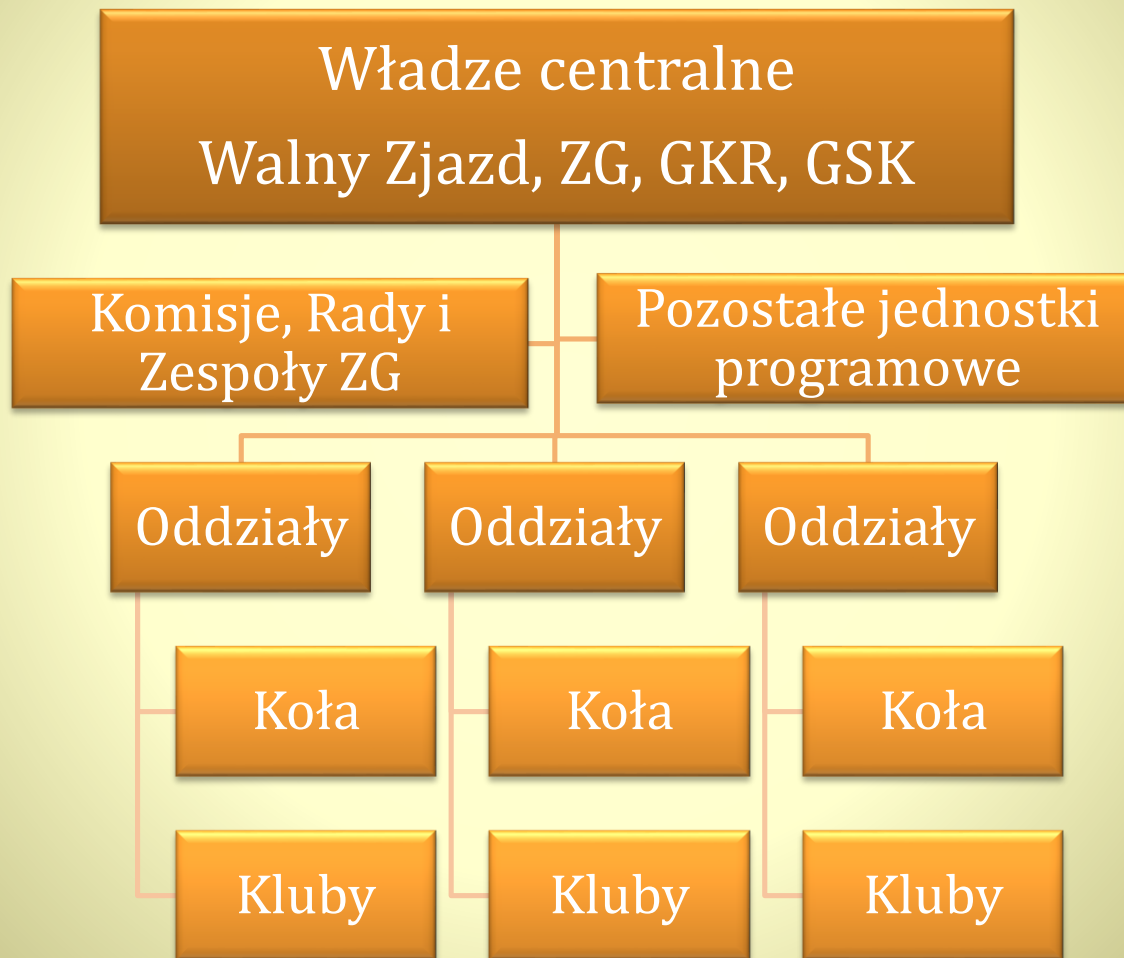 Władze centralne
Walny Zjazd, ZG, GKR, GSK
Komisje, Rady i
Zespoły ZG
Pozostałe jednostki
programowe
Oddziały
Oddziały
Oddziały
Koła
Koła
Koła
Kluby
Kluby
Kluby